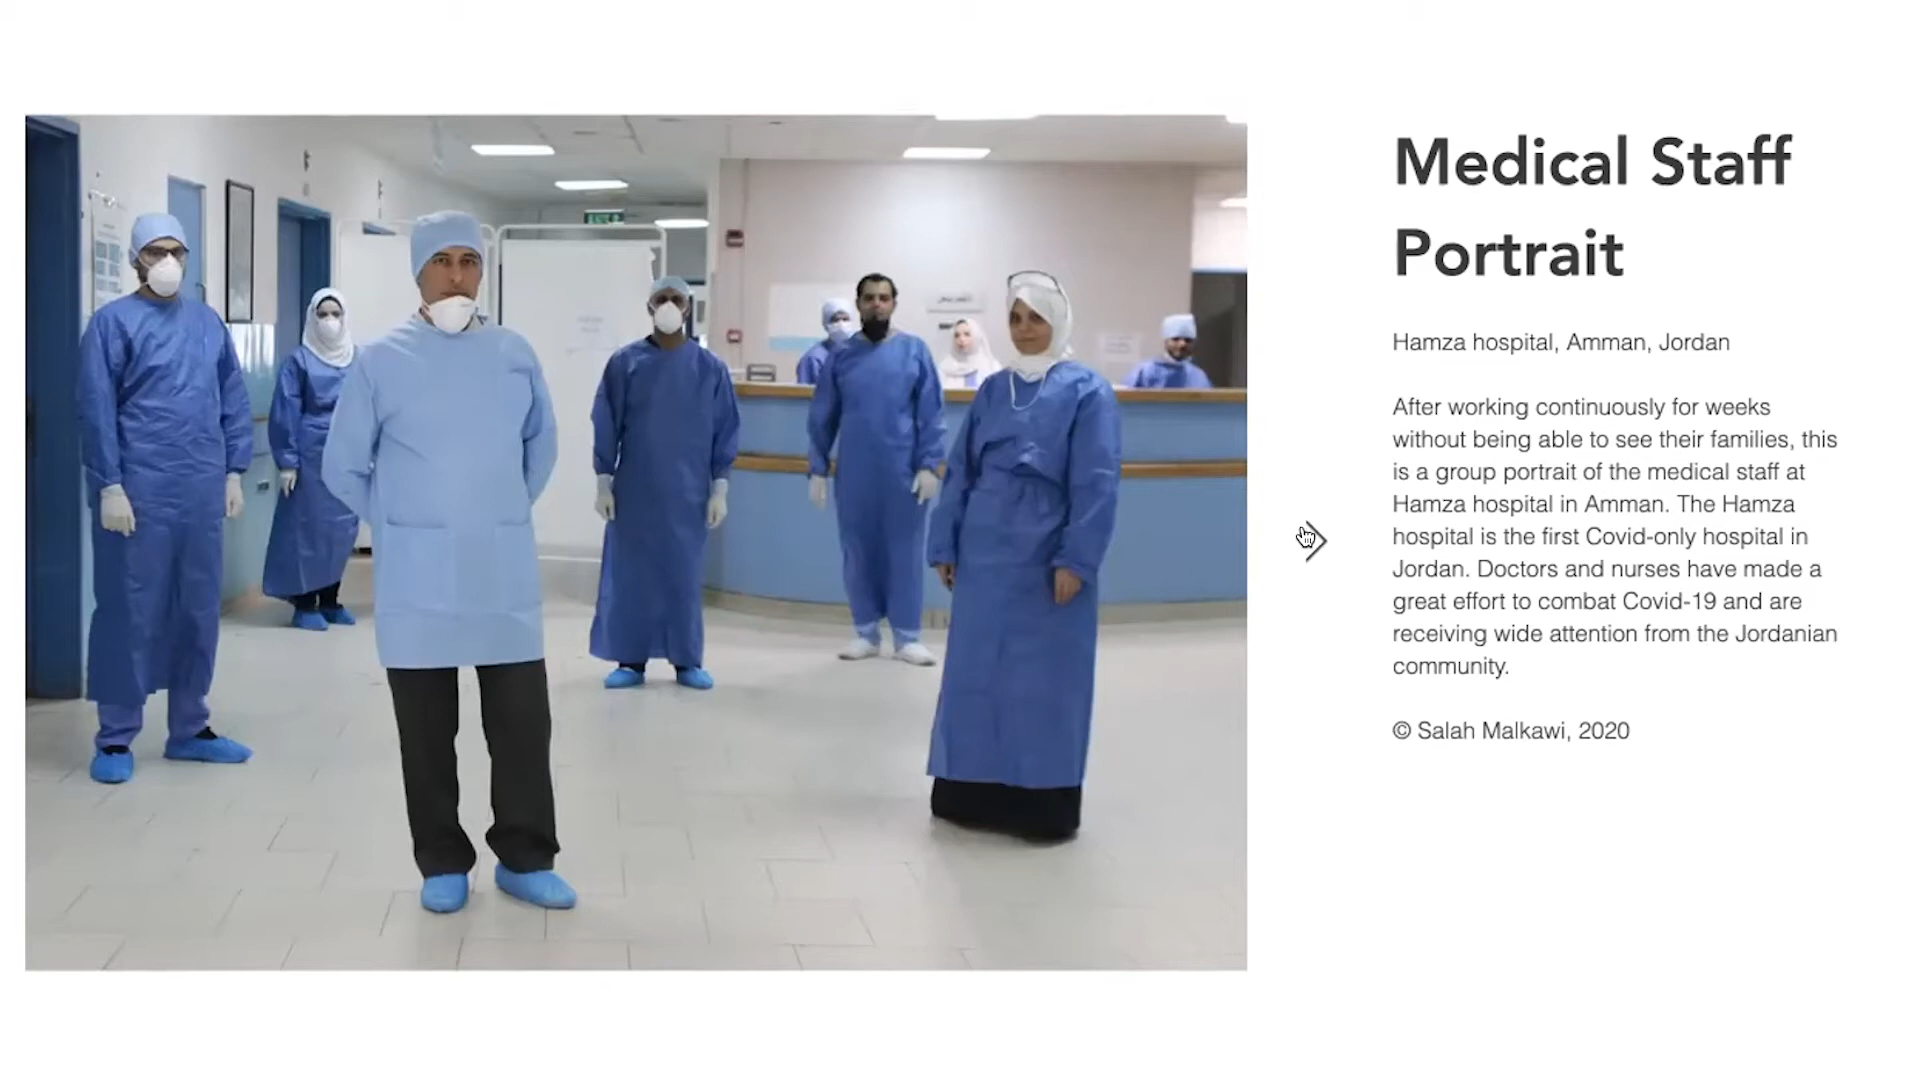 Medical Staff
Portrait
Hamza hospital, Amman, Jordan
After working continuously for weeks
without being able to see their families, this
is a group portrait of the medical staff at
Hamza hospital in Amman. The Hamza
hospital is the first Covid-only hospital in
Jordan. Doctors and nurses have made a
great effort to combat Covid-19 and are
receiving wide attention from the Jordanian
community.
© Salah Malkawi, 2020
EXIT